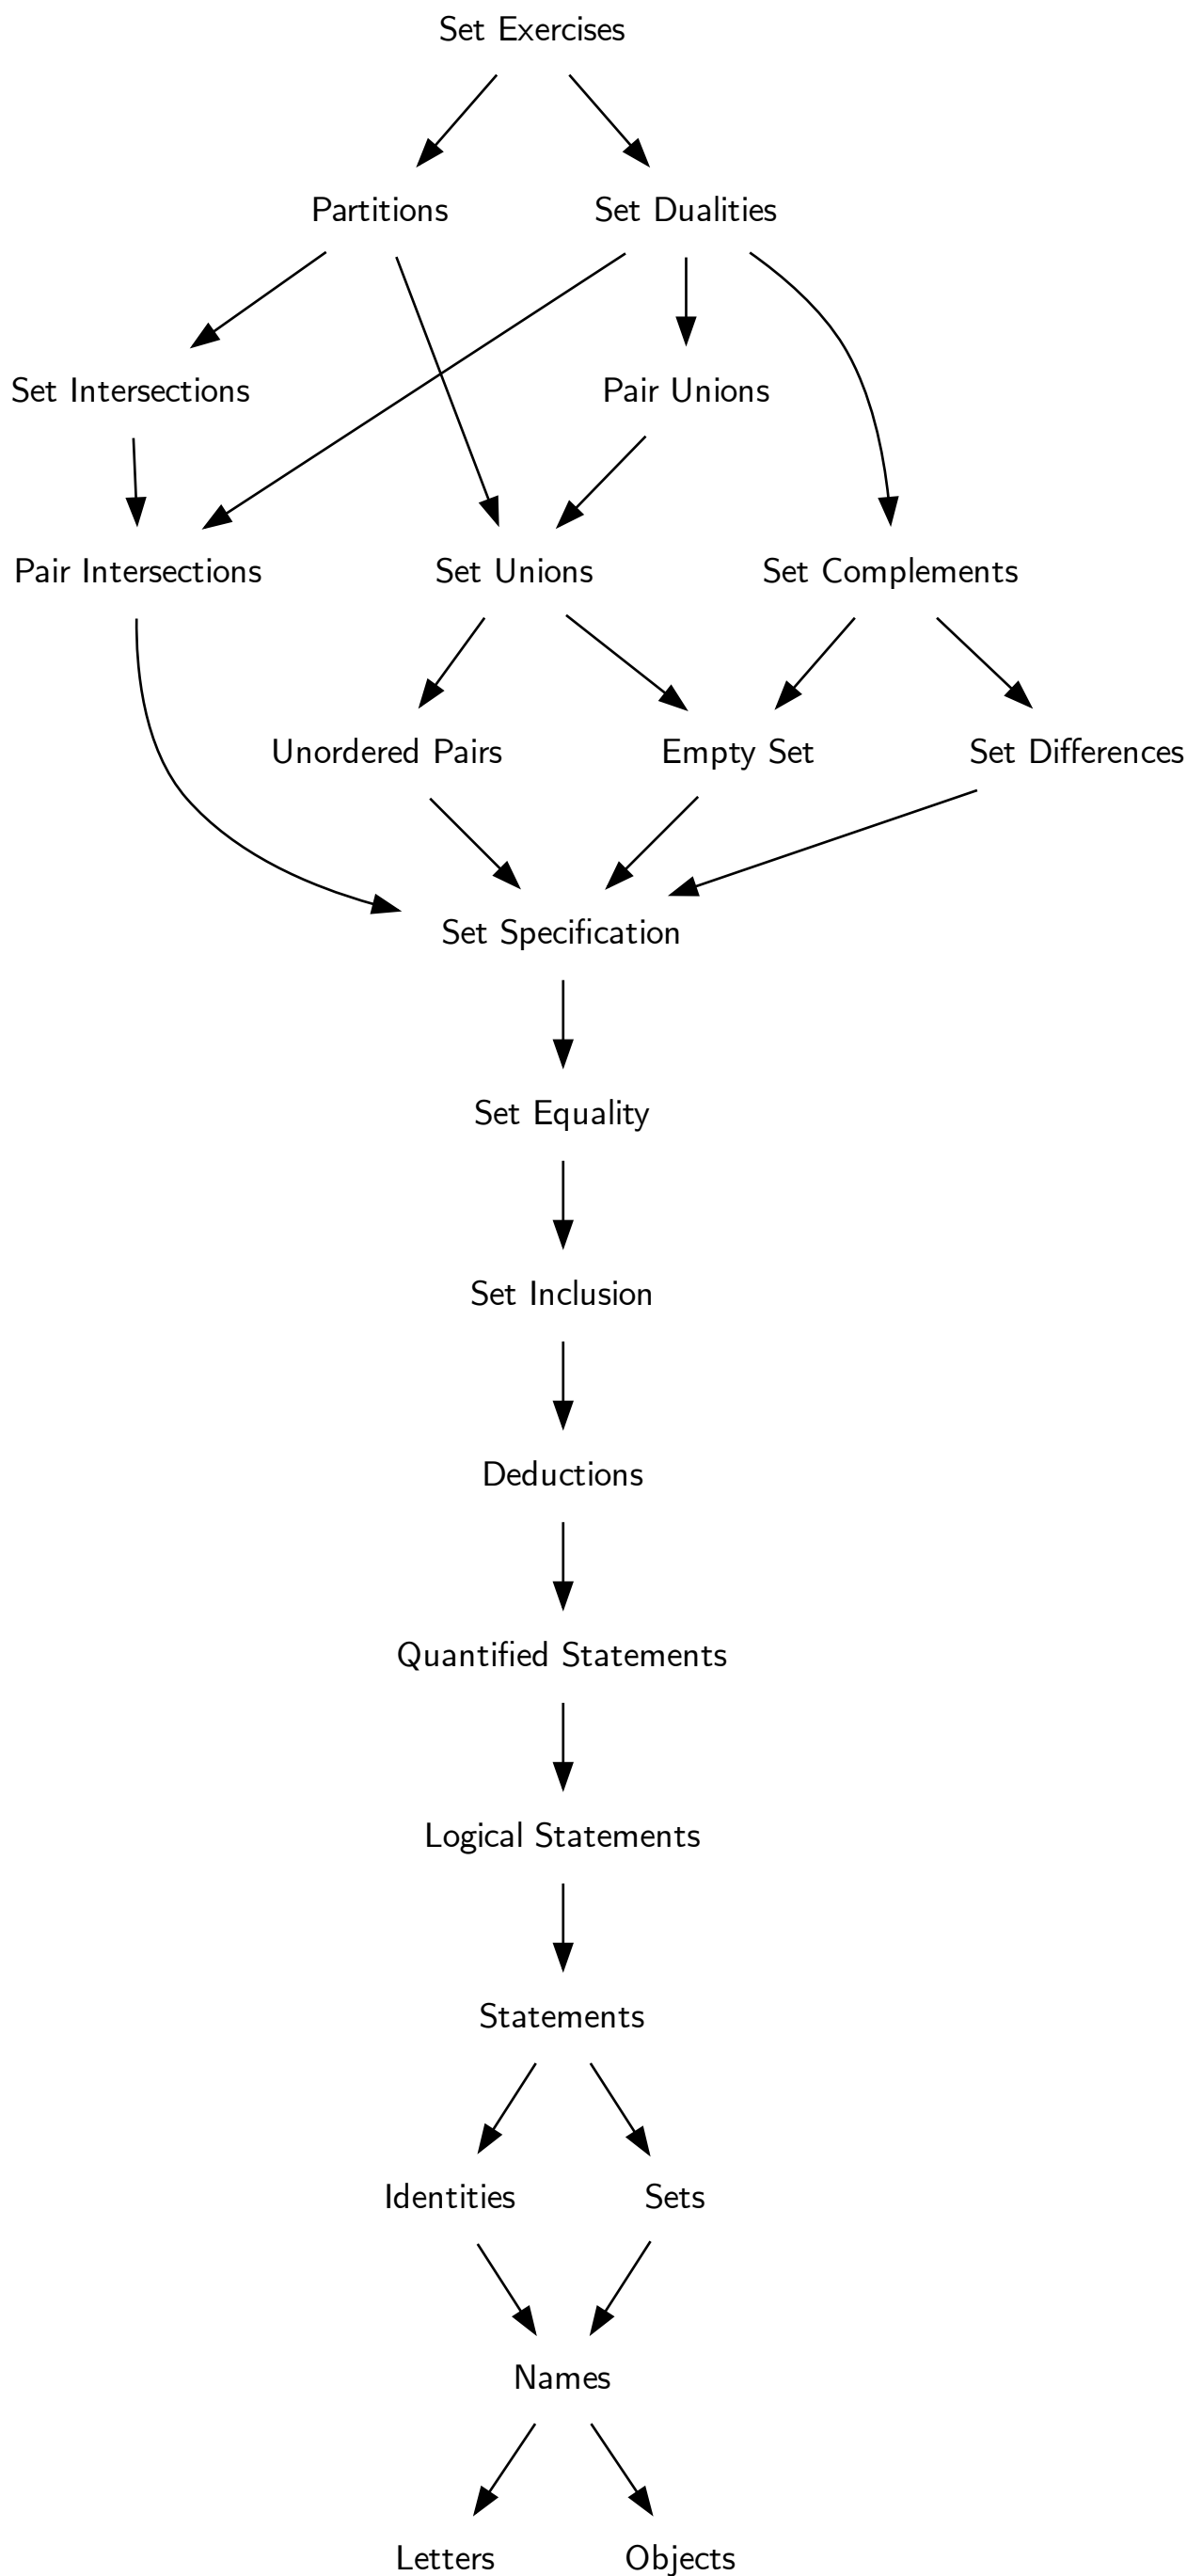 Set Exercises
Partitions
Set Dualities
Set Intersections
Pair Unions
Pair Intersections
Set Unions
Set Complements
Unordered Pairs
Empty Set
Set Differences
Set Specification
Set Equality
Set Inclusion
Deductions
Quantified Statements
Logical Statements
Statements
Identities
Sets
Names
Letters
Objects